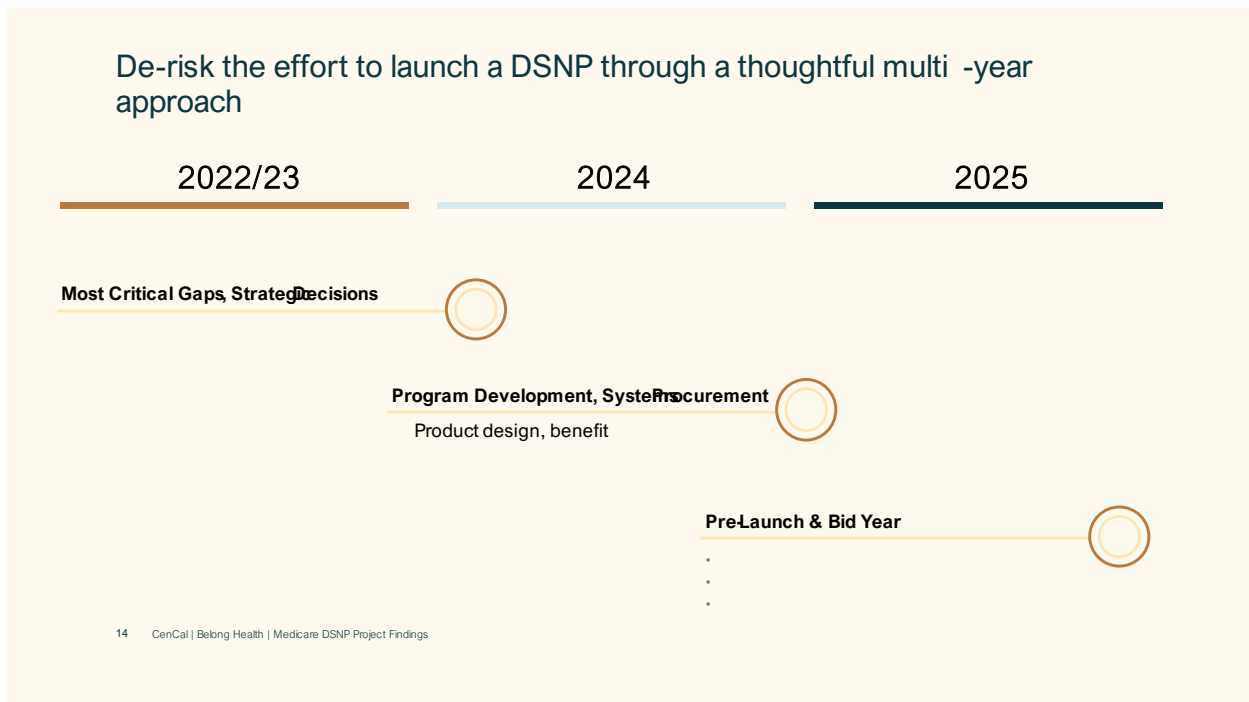 De-risk the effort to launch a DSNP through a thoughtful multi -year
approach
2022/23
2024
2025
Most Critical Gaps, Strategic Decisions
Program Development, Systems Procurement
Product design, benefit
Pre-Launch & Bid Year
•
•
•
14 CenCal | Belong Health | Medicare DSNP Project Findings